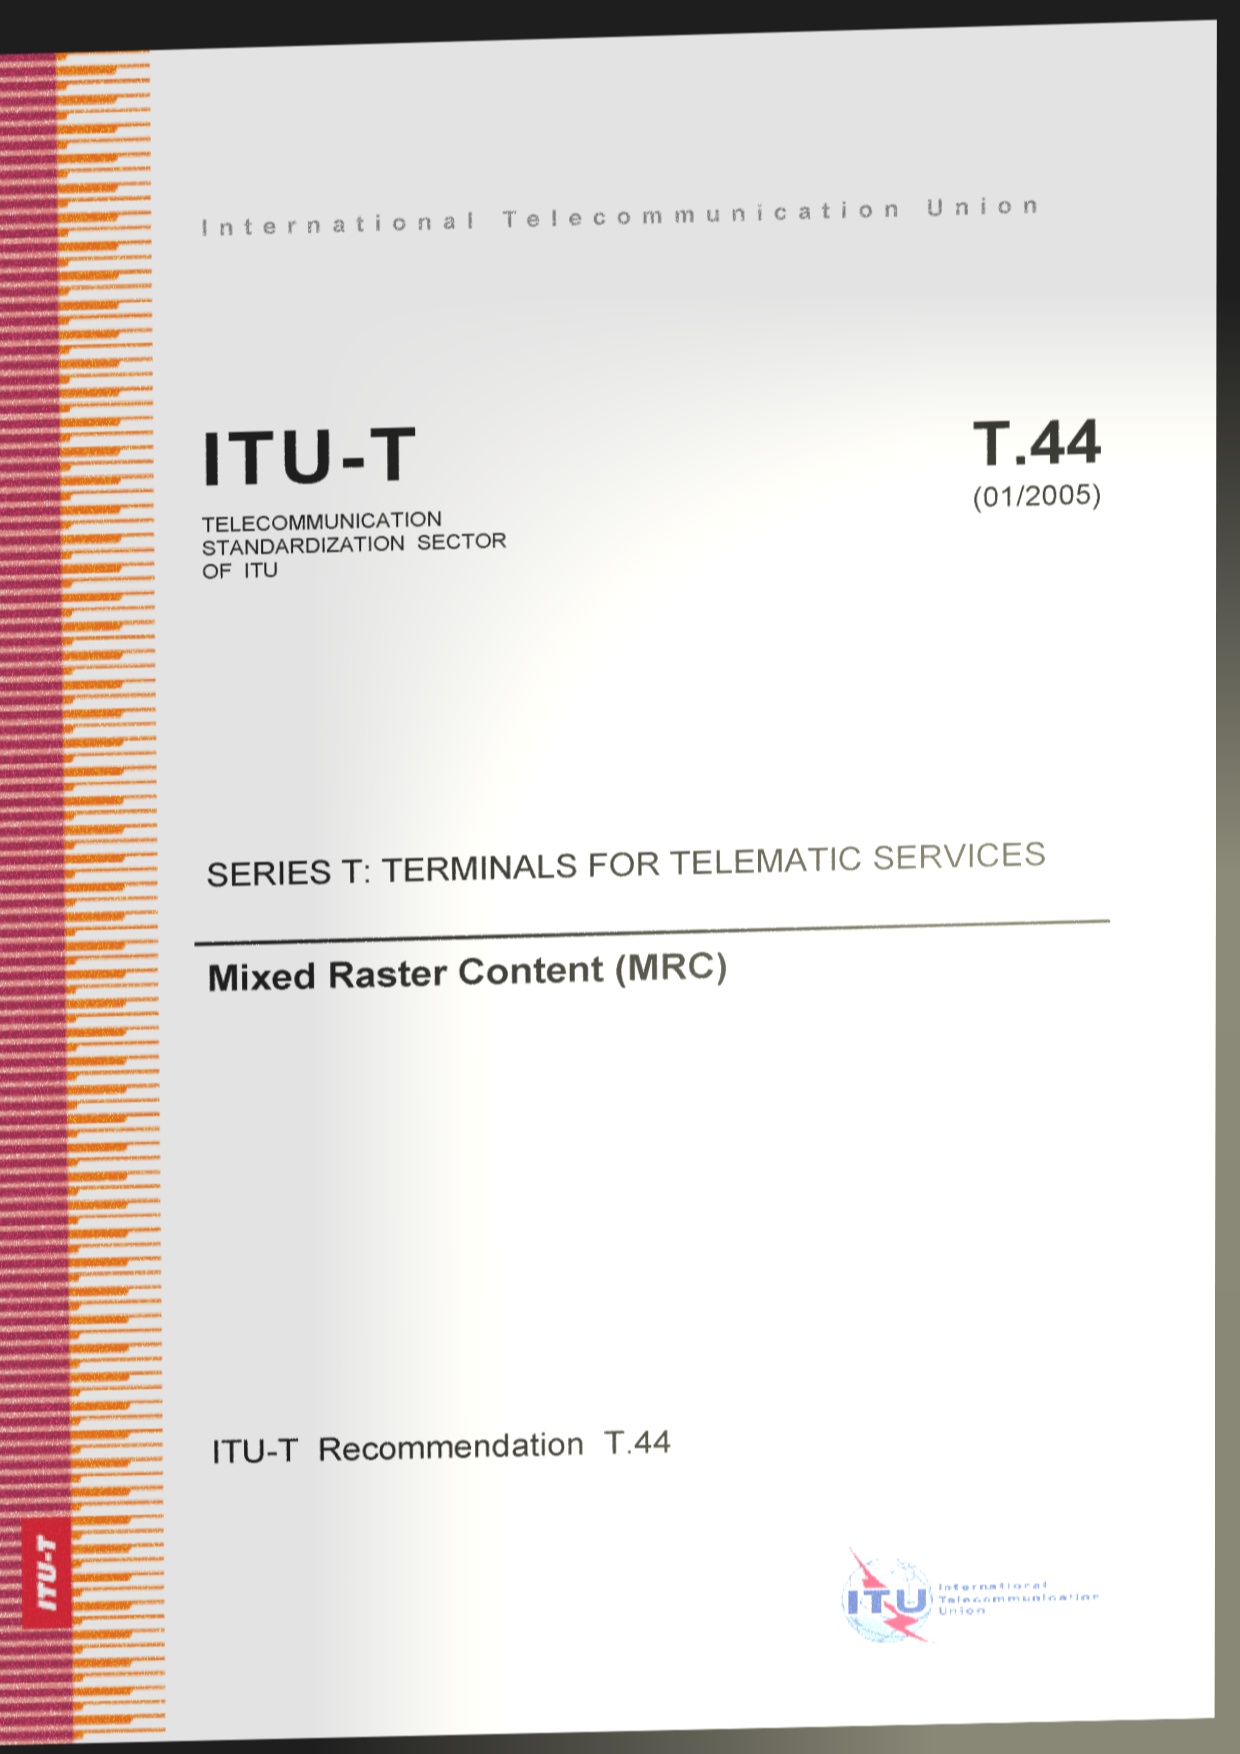 International Telecommunication Union
ITU-T
T.44
(01/2005)
TELECOMMUNICATION
STANDARDIZATION SECTOR
OF ITU
SERIES T: TERMINALS FOR TELEMATIC SERVICES
Mixed Raster Content (MRC)
ITU-T Recommendation T.44
ITU-T
ITU
International
Telecommunication
Union